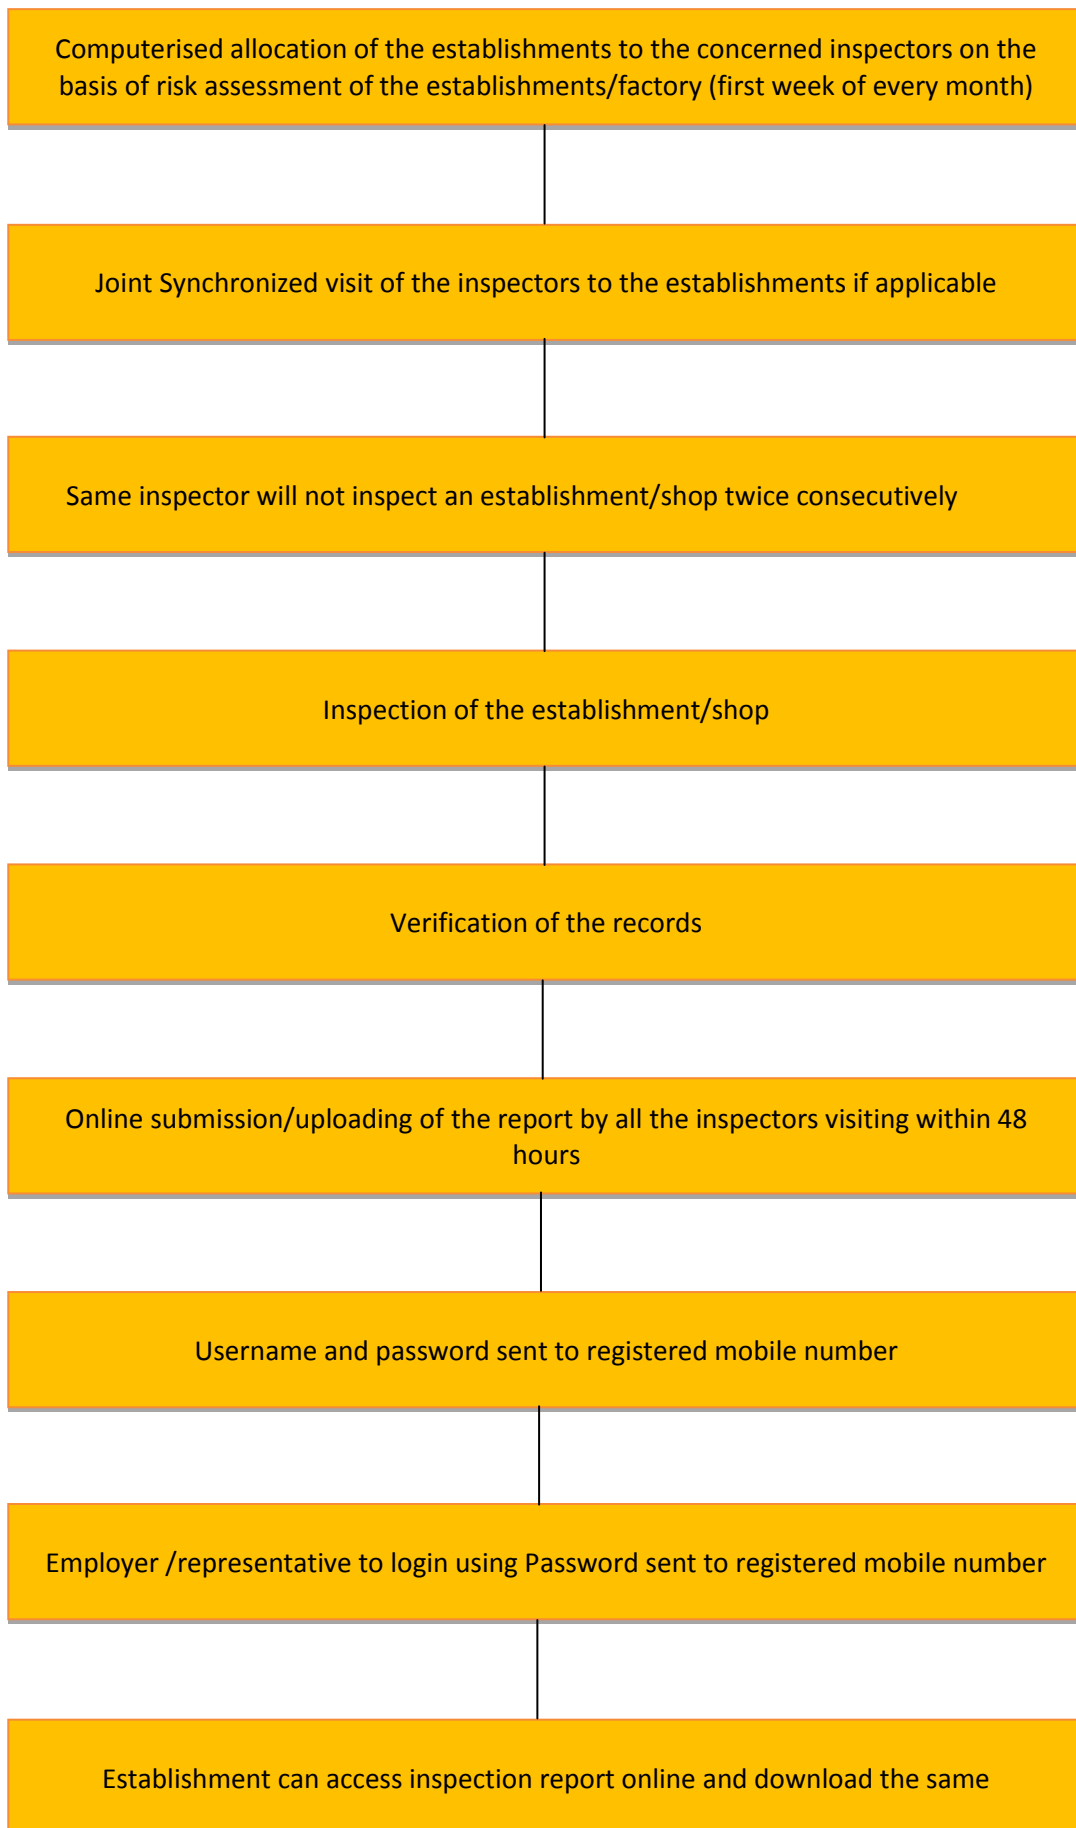 Computerised allocation of the establishments to the concerned inspectors on the
basis of risk assessment of the establishments/factory (first week of every month)
Joint Synchronized visit of the inspectors to the establishments if applicable
Same inspector will not inspect an establishment/shop twice consecutively
Inspection of the establishment/shop
Verification of the records
Online submission/uploading of the report by all the inspectors visiting within 48
hours
Username and password sent to registered mobile number
Employer /representative to login using Password sent to registered mobile number
Establishment can access inspection report online and download the same